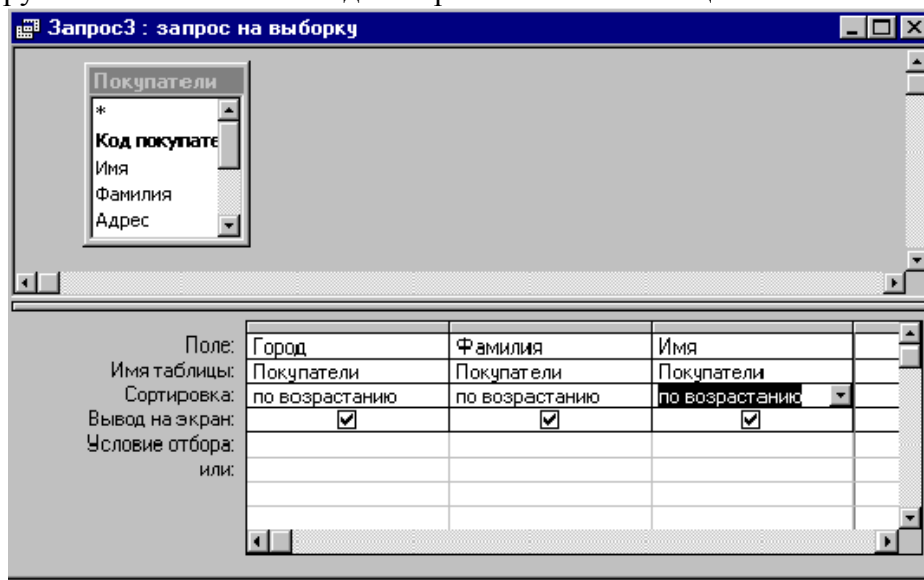 Запрос3 : запрос на выборку
Покупатели
*
Код покупате
Имя
Фамилия
Адрес
Поле: Город Фамилия Имя
Имя таблицы: Покупатели Покупатели Покупатели
Сортировка: по возрастанию по возрастанию по возрастанию
Вывод на экран:
Условие отбора:
или: